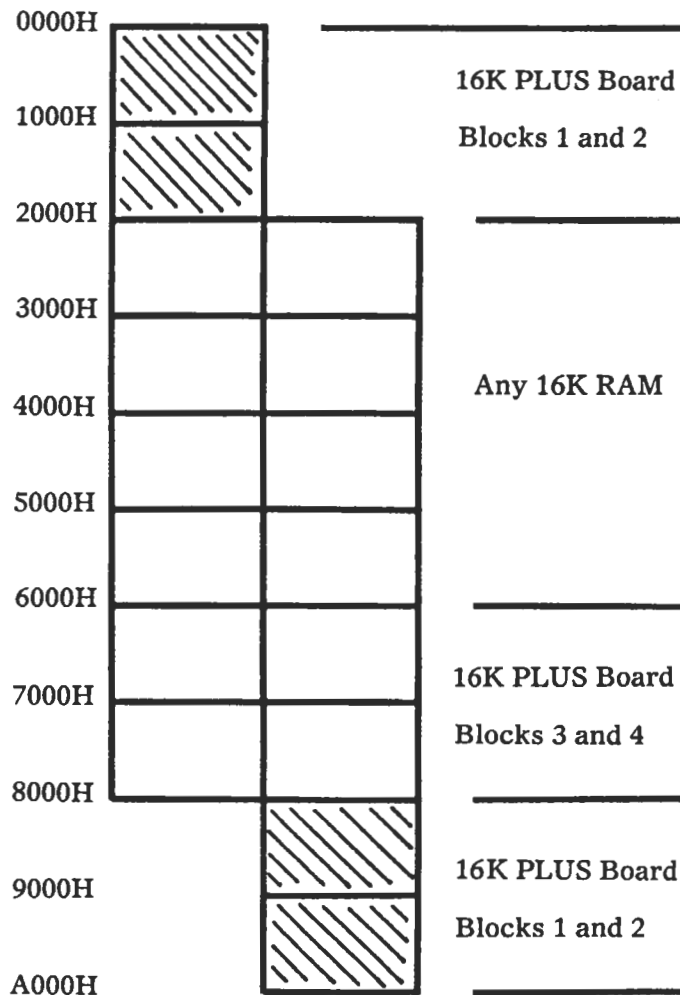 0000H
16K PLUS Board
1000H
Blocks 1 and 2
2000H
3000H
Any 16K RAM
4000H
5000H
6000H
16K PLUS Board
7000H
Blocks 3 and 4
8000H
16K PLUS Board
9000H
Blocks 1 and 2
A000H